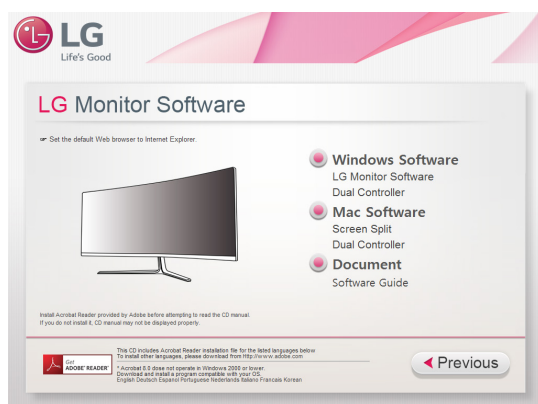 LG
Life's Good
LG Monitor Software
☞ Set the default Web browser to Internet Explorer.
Windows Software
LG Monitor Software
Dual Controller
Mac Software
Screen Split
Dual Controller
Document
Software Guide
Install Acrobat Reader provided by Adobe before attempting to read the CD manual.
If you do not install it, CD manual may not be displayed properly.
Get
ADOBE® READER®
This CD includes Acrobat Reader installation file for the listed languages below
To install other languages, please download from http://www.adobe.com
* Acrobat 8.0 dose not operate in Windows 2000 or lower.
Download and install a program compatible with your OS.
English Deutsch Espanol Portuguese Nederlands Italiano Francais Korean
Previous